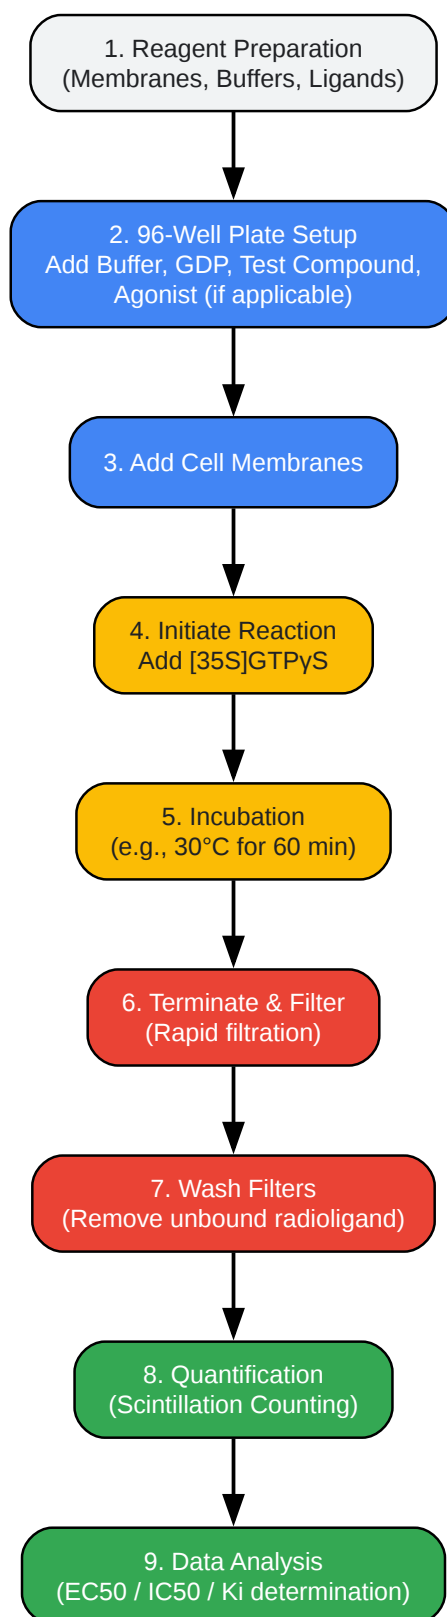 1. Reagent Preparation
(Membranes, Buffers, Ligands)
2. 96-Well Plate Setup
Add Buffer, GDP, Test Compound,
Agonist (if applicable)
3. Add Cell Membranes
4. Initiate Reaction
Add [35S]GTPγS
5. Incubation
(e.g., 30°C for 60 min)
6. Terminate & Filter
(Rapid filtration)
7. Wash Filters
(Remove unbound radioligand)
8. Quantification
(Scintillation Counting)
9. Data Analysis
(EC50 / IC50 / Ki determination)